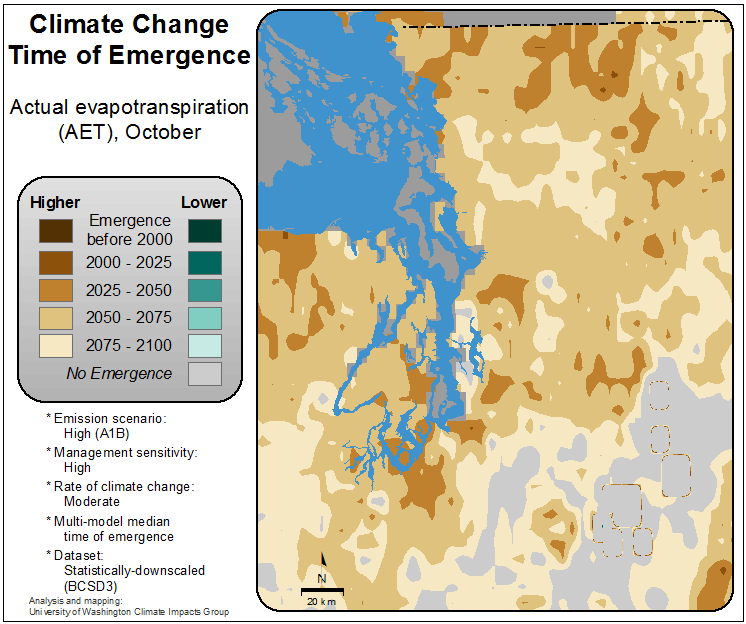 Climate Change
Time of Emergence
Actual evapotranspiration
(AET), October
Higher Lower
Emergence
before 2000
2000 - 2025
2025 - 2050
2050 - 2075
2075 - 2100
No Emergence
* Emission scenario:
High (A1B)
* Management sensitivity:
High
* Rate of climate change:
Moderate
* Multi-model median
time of emergence
* Dataset:
Statistically-downscaled
(BCSD3)
Analysis and mapping:
University of Washington Climate Impacts Group
N
20 km